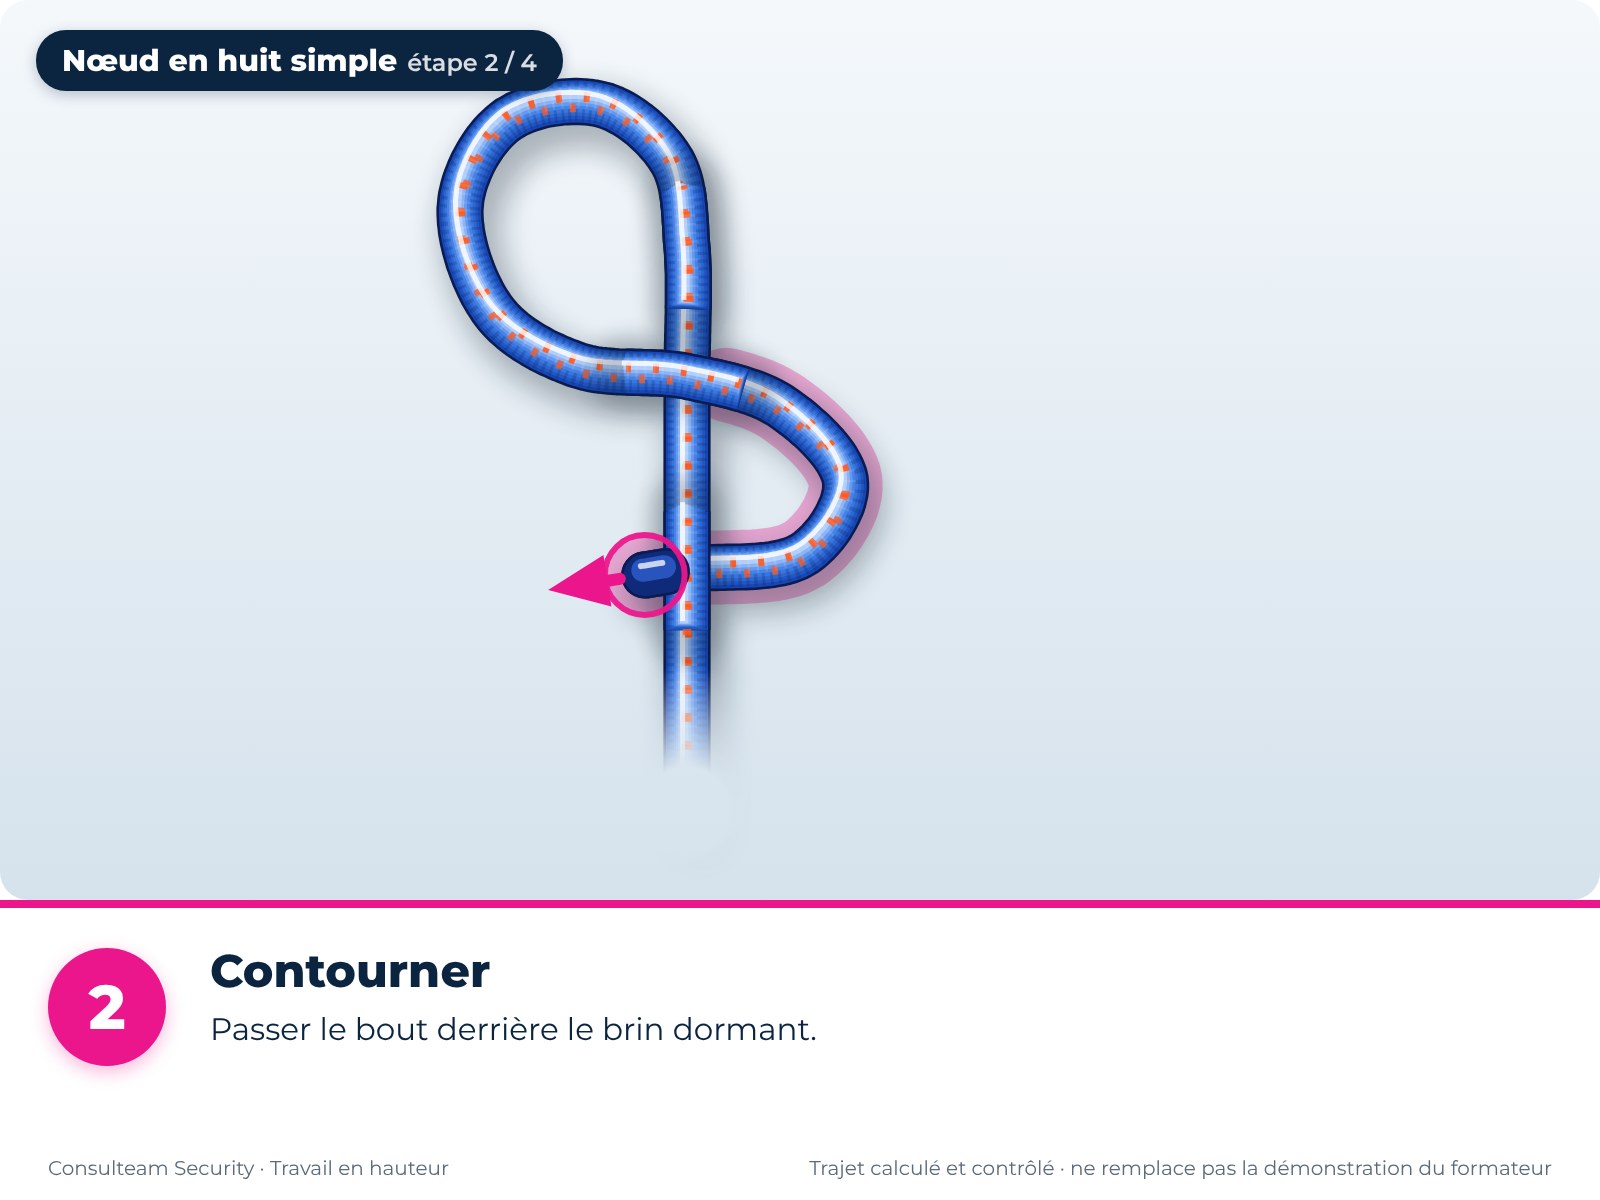 Nœud en huit simple étape 2 / 4
2
Contourner
Passer le bout derrière le brin dormant.
Consulteam Security · Travail en hauteur
Trajet calculé et contrôlé · ne remplace pas la démonstration du formateur